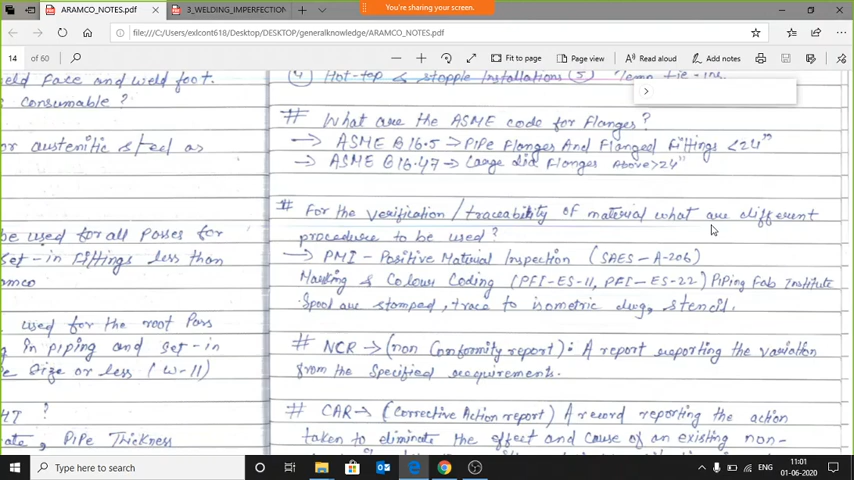 ARAMCO_NOTES.pdf
3_WELDING_IMPERFECTION
You're sharing your screen.
file:///C:/Users/exlcont618/Desktop/DESKTOP/generalknowledge/ARAMCO_NOTES.pdf
14 of 60
Fit to page
Page view
Read aloud
Add notes
eld face and weld foot.
s consumable?
or austenitic steel as
be used for all Passes for
set-in Fittings less than
amco
used for the root Pass
g In piping and set-in
e Size or less (W-11)
HT ?
ate, PiPe Thickness
④ Hot-tap & stopple Installations ⑤ Temp tie-ins.
# What are the ASME code for Flanges?
→ ASME B16.5 → PiPe Flanges And Flanged Fittings <24"
→ ASME B16.47 → Large Dia Flanges Above >24"
# For the verification/traceability of material what are different
procedure to be used?
→ PMI - Positive Material Inspection (SAES-A-206)
Marking & Colour Coding (PFI-ES-11, PFI-ES-22) Piping Fab Institute
Spool are stamped, trace to isometric dwg, stencil.
# NCR → (non Conformity report): A report reporting the variation
from the Specified requirements.
# CAR → (Corrective Action report) A record reporting the action
taken to eliminate the effect and cause of an existing non-
Type here to search
ENG
11:01
01-06-2020